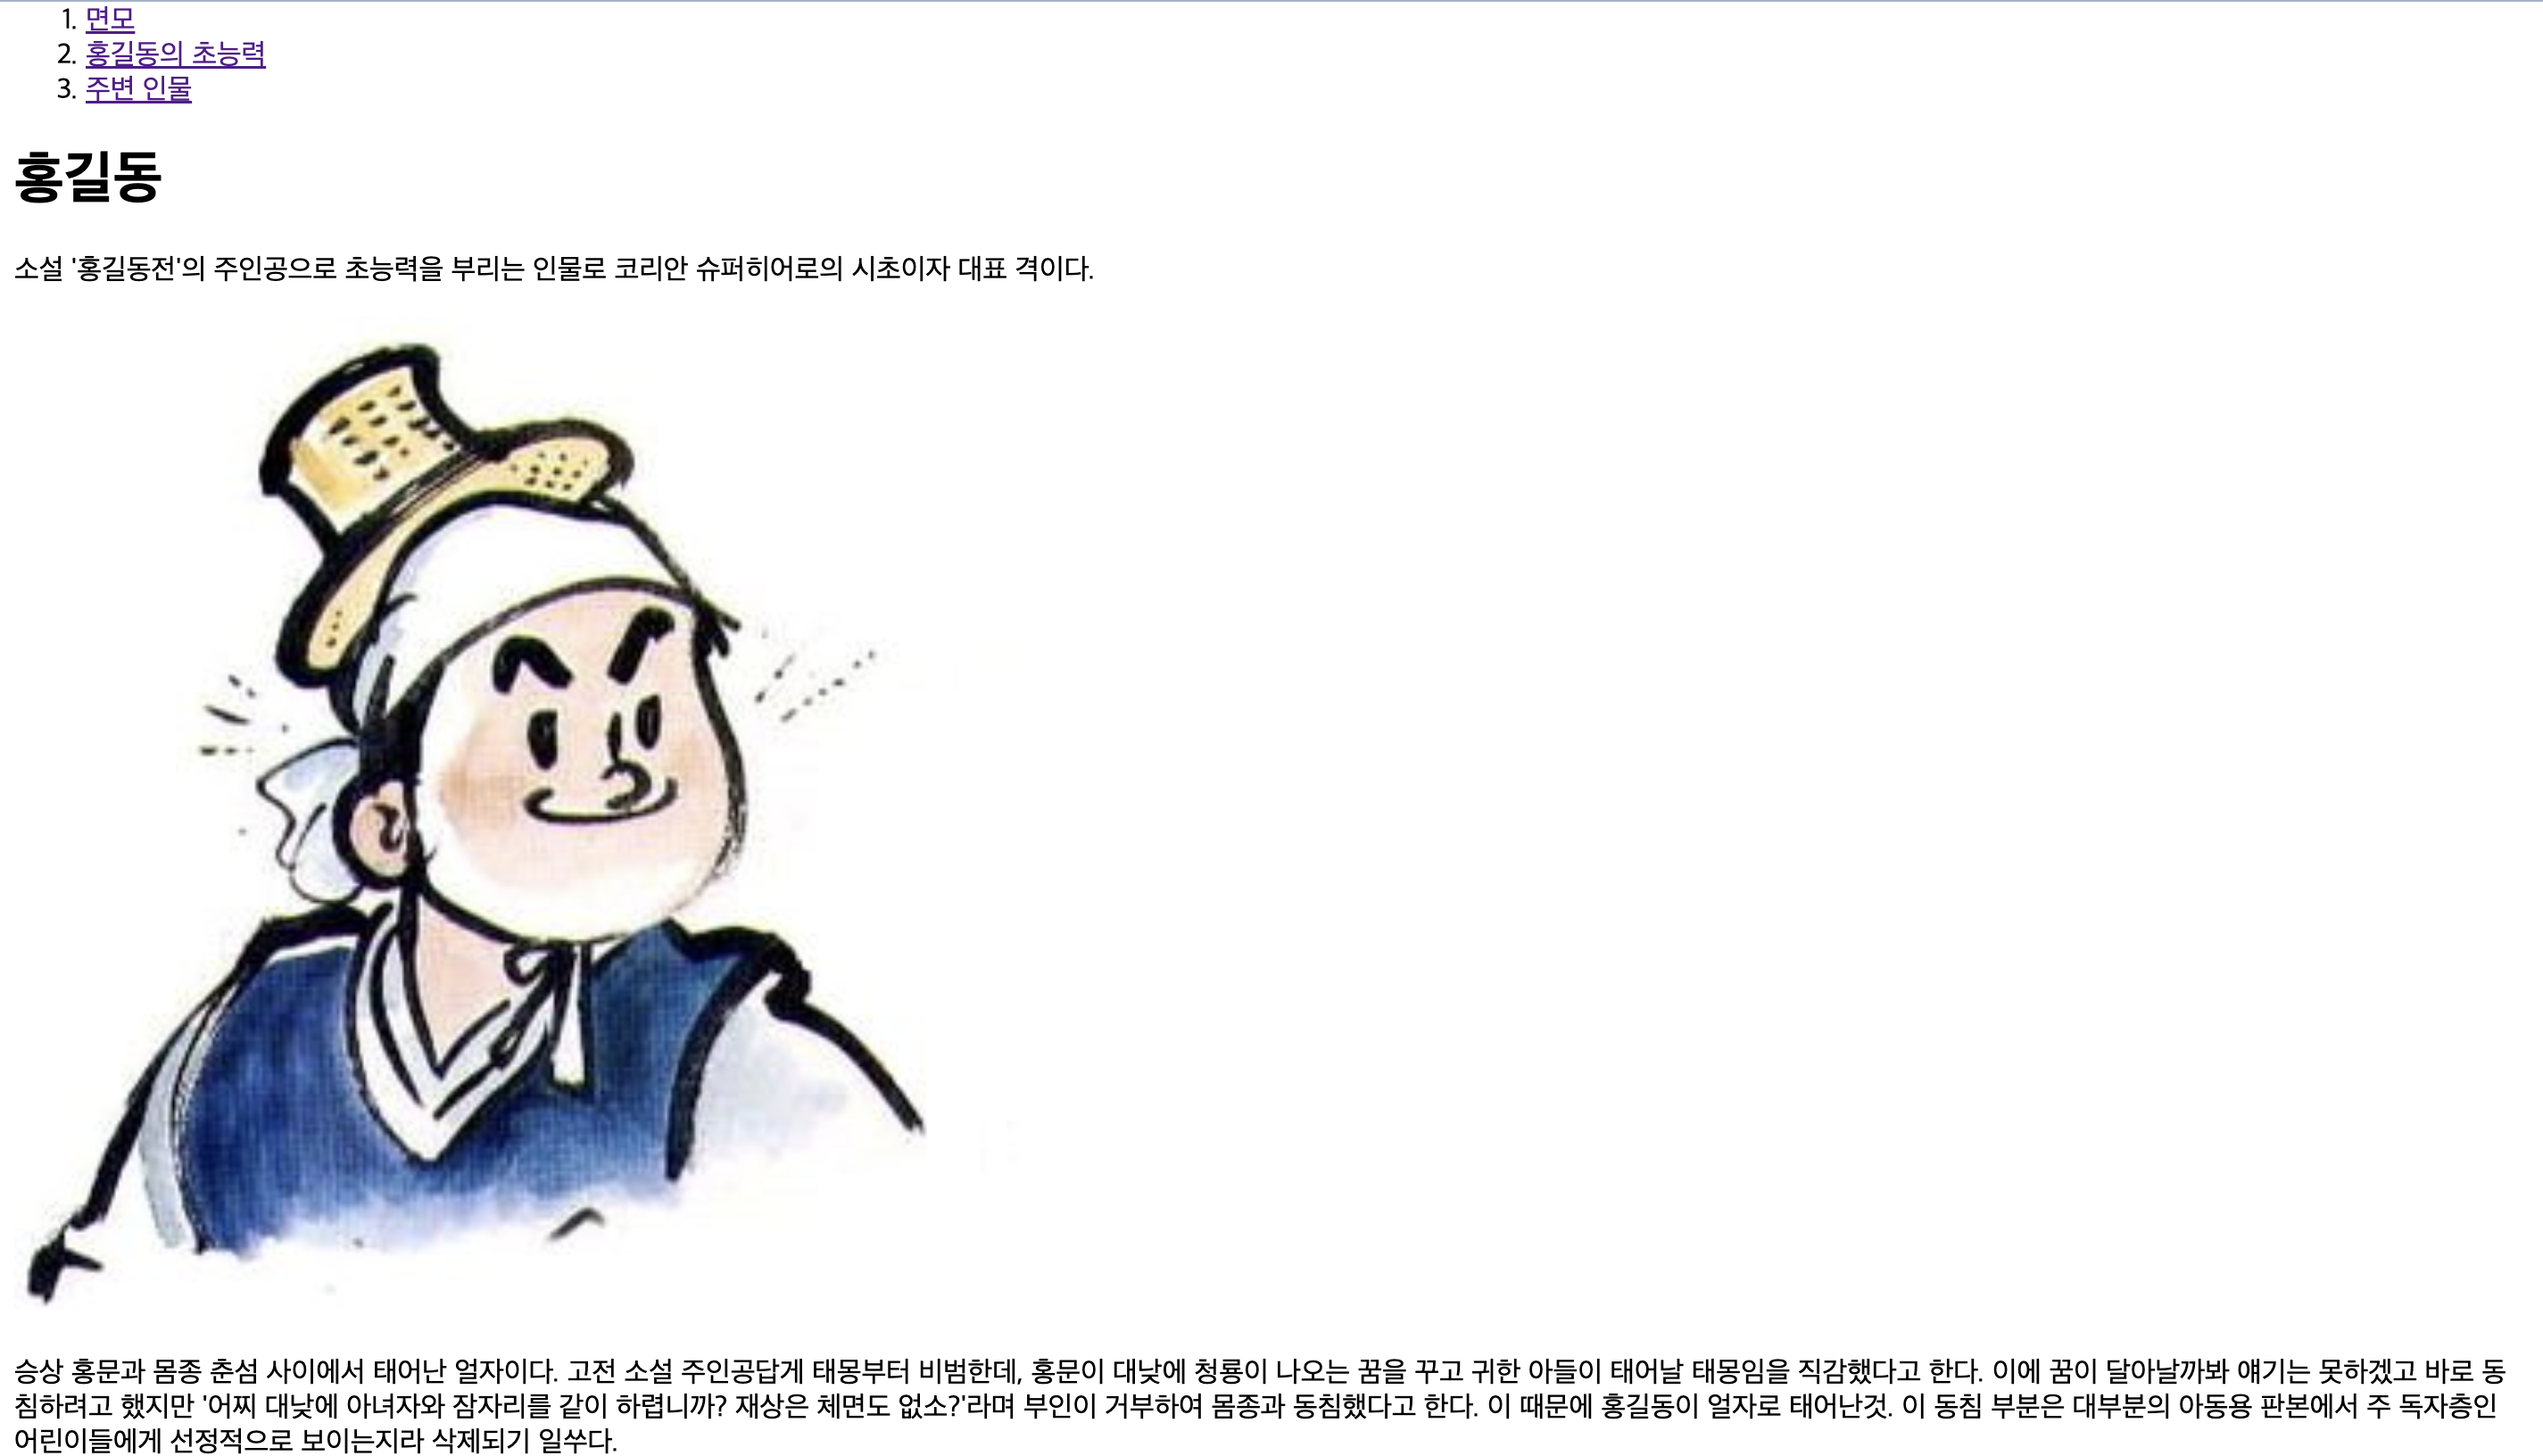 1. 면모
2. 홍길동의 초능력
3. 주변 인물
홍길동
소설 '홍길동전'의 주인공으로 초능력을 부리는 인물로 코리안 슈퍼히어로의 시초이자 대표 격이다.
승상 홍문과 몸종 춘섬 사이에서 태어난 얼자이다. 고전 소설 주인공답게 태몽부터 비범한데, 홍문이 대낮에 청룡이 나오는 꿈을 꾸고 귀한 아들이 태어날 태몽임을 직감했다고 한다. 이에 꿈이 달아날까봐 얘기는 못하겠고 바로 동
침하려고 했지만 '어찌 대낮에 아녀자와 잠자리를 같이 하렵니까? 재상은 체면도 없소?'라며 부인이 거부하여 몸종과 동침했다고 한다. 이 때문에 홍길동이 얼자로 태어난것. 이 동침 부분은 대부분의 아동용 판본에서 주 독자층인
어린이들에게 선정적으로 보이는지라 삭제되기 일쑤다.